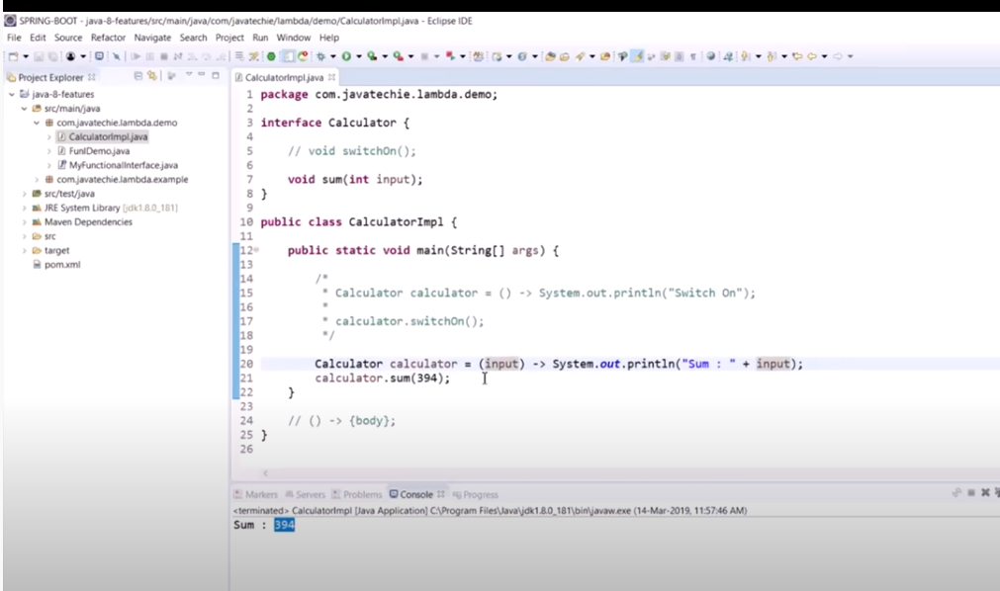 SPRING-BOOT - java-8-features/src/main/java/com/javatechie/lambda/demo/CalculatorImpl.java - Eclipse IDE
File Edit Source Refactor Navigate Search Project Run Window Help
Project Explorer
java-8-features
src/main/java
com.javatechie.lambda.demo
CalculatorImpl.java
FunIDemo.java
MyFunctionalInterface.java
com.javatechie.lambda.example
src/test/java
JRE System Library [jdk1.8.0_181]
Maven Dependencies
src
target
pom.xml
CalculatorImpl.java
1 package com.javatechie.lambda.demo;
2
3 interface Calculator {
4
5 // void switchOn();
6
7 void sum(int input);
8 }
9
10 public class CalculatorImpl {
11
12 public static void main(String[] args) {
13
14 /*
15 * Calculator calculator = () -> System.out.println("Switch On");
16 *
17 * calculator.switchOn();
18 */
19
20 Calculator calculator = (input) -> System.out.println("Sum : " + input);
21 calculator.sum(394);
22 }
23
24 // () -> {body};
25 }
26
Markers Servers Problems Console Progress
<terminated> CalculatorImpl [Java Application] C:\Program Files\Java\jdk1.8.0_181\bin\javaw.exe (14-Mar-2019, 11:57:46 AM)
Sum : 394